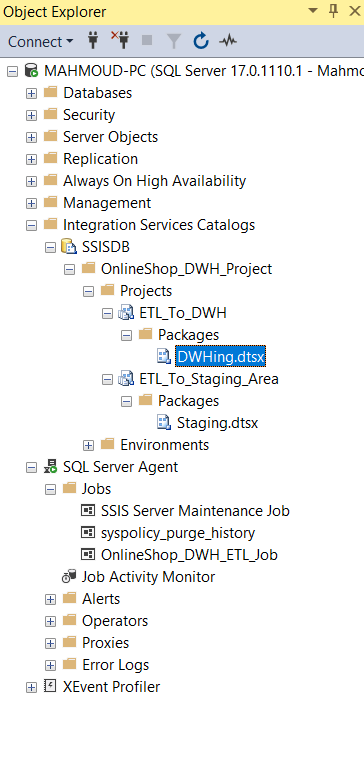 Object Explorer
Connect
MAHMOUD-PC (SQL Server 17.0.1110.1 - Mahmo
Databases
Security
Server Objects
Replication
Always On High Availability
Management
Integration Services Catalogs
SSISDB
OnlineShop_DWH_Project
Projects
ETL_To_DWH
Packages
DWHing.dtsx
ETL_To_Staging_Area
Packages
Staging.dtsx
Environments
SQL Server Agent
Jobs
SSIS Server Maintenance Job
syspolicy_purge_history
OnlineShop_DWH_ETL_Job
Job Activity Monitor
Alerts
Operators
Proxies
Error Logs
XEvent Profiler